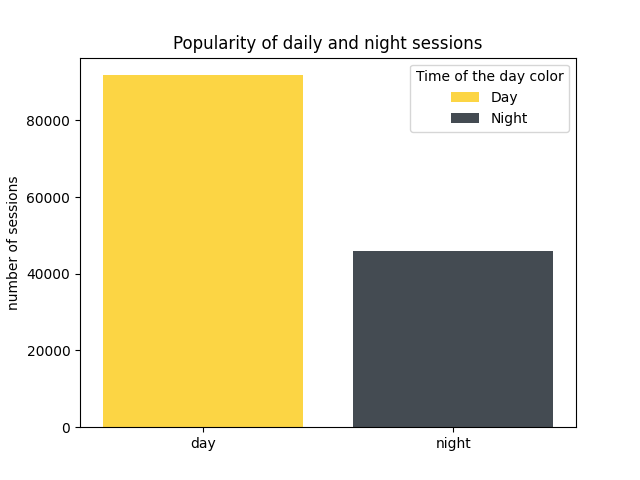 Popularity of daily and night sessions
Time of the day color
Day
Night
number of sessions
80000
60000
40000
20000
0
day
night